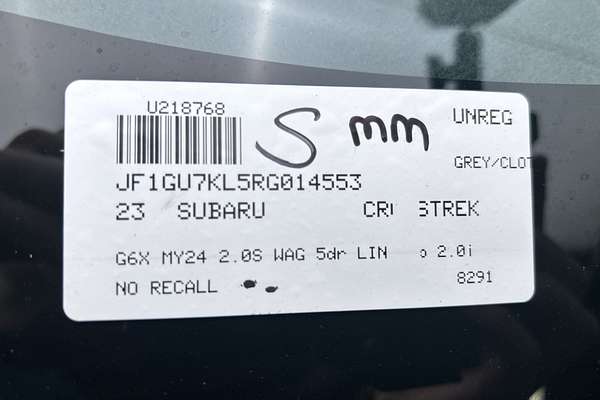 U218768
S mm
UNREG
GREY/CLOT
JF1GU7KL5RG014553
23 SUBARU STREK
G6X MY24 2.0S WAG 5dr LIN 2.0i
NO RECALL
8291